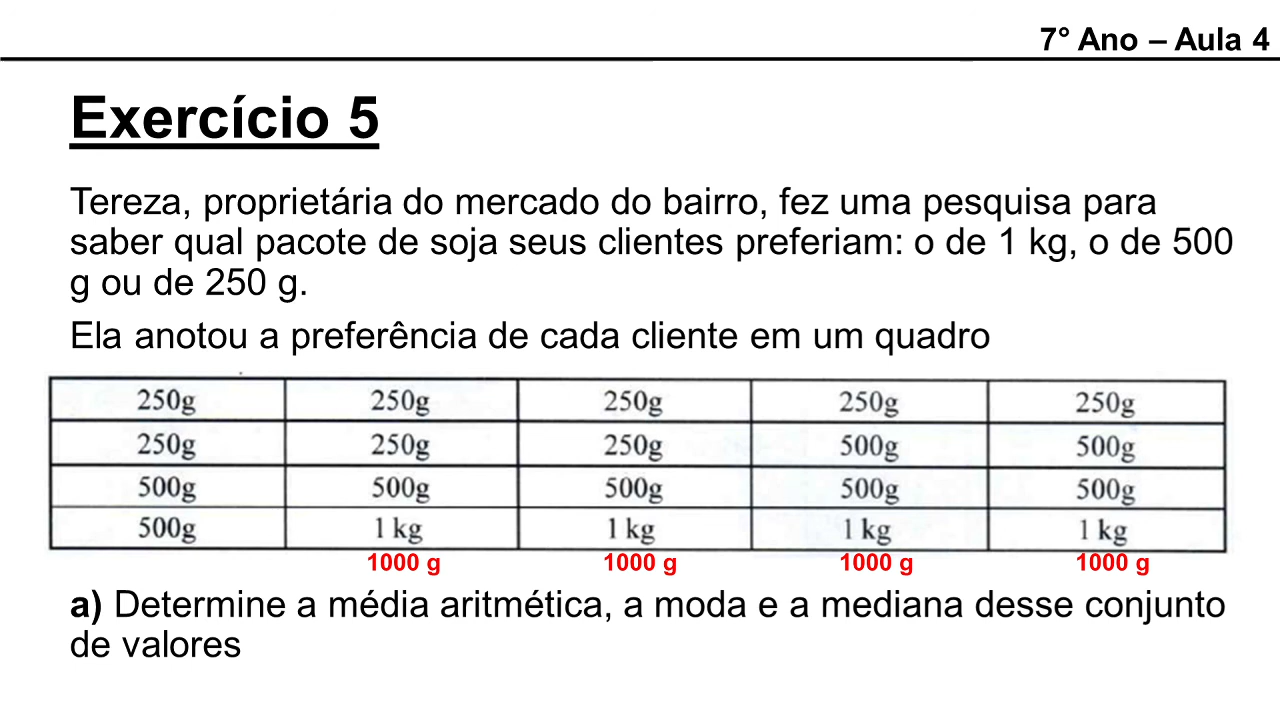 7° Ano – Aula 4
Exercício 5
Tereza, proprietária do mercado do bairro, fez uma pesquisa para
saber qual pacote de soja seus clientes preferiam: o de 1 kg, o de 500
g ou de 250 g.
Ela anotou a preferência de cada cliente em um quadro
250g 250g 250g 250g 250g
250g 250g 250g 500g 500g
500g 500g 500g 500g 500g
500g 1 kg 1 kg 1 kg 1 kg
1000 g 1000 g 1000 g 1000 g
a) Determine a média aritmética, a moda e a mediana desse conjunto
de valores